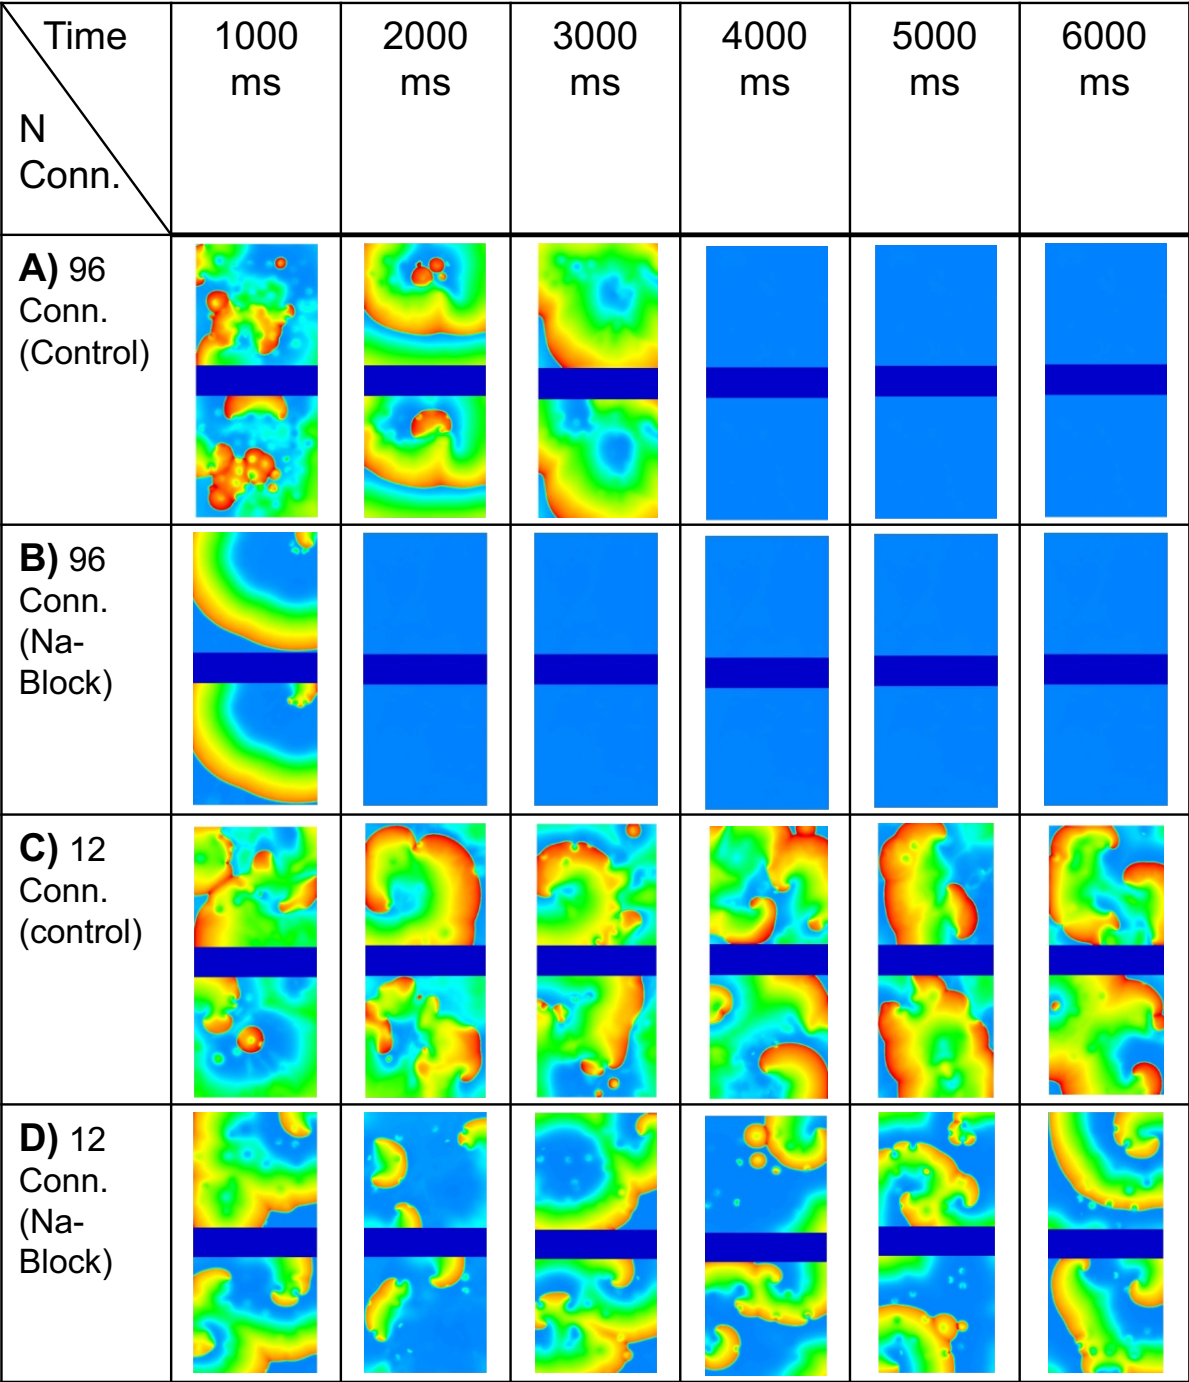 Time
N
Conn.
1000
ms
2000
ms
3000
ms
4000
ms
5000
ms
6000
ms
A) 96
Conn.
(Control)
B) 96
Conn.
(Na-
Block)
C) 12
Conn.
(control)
D) 12
Conn.
(Na-
Block)